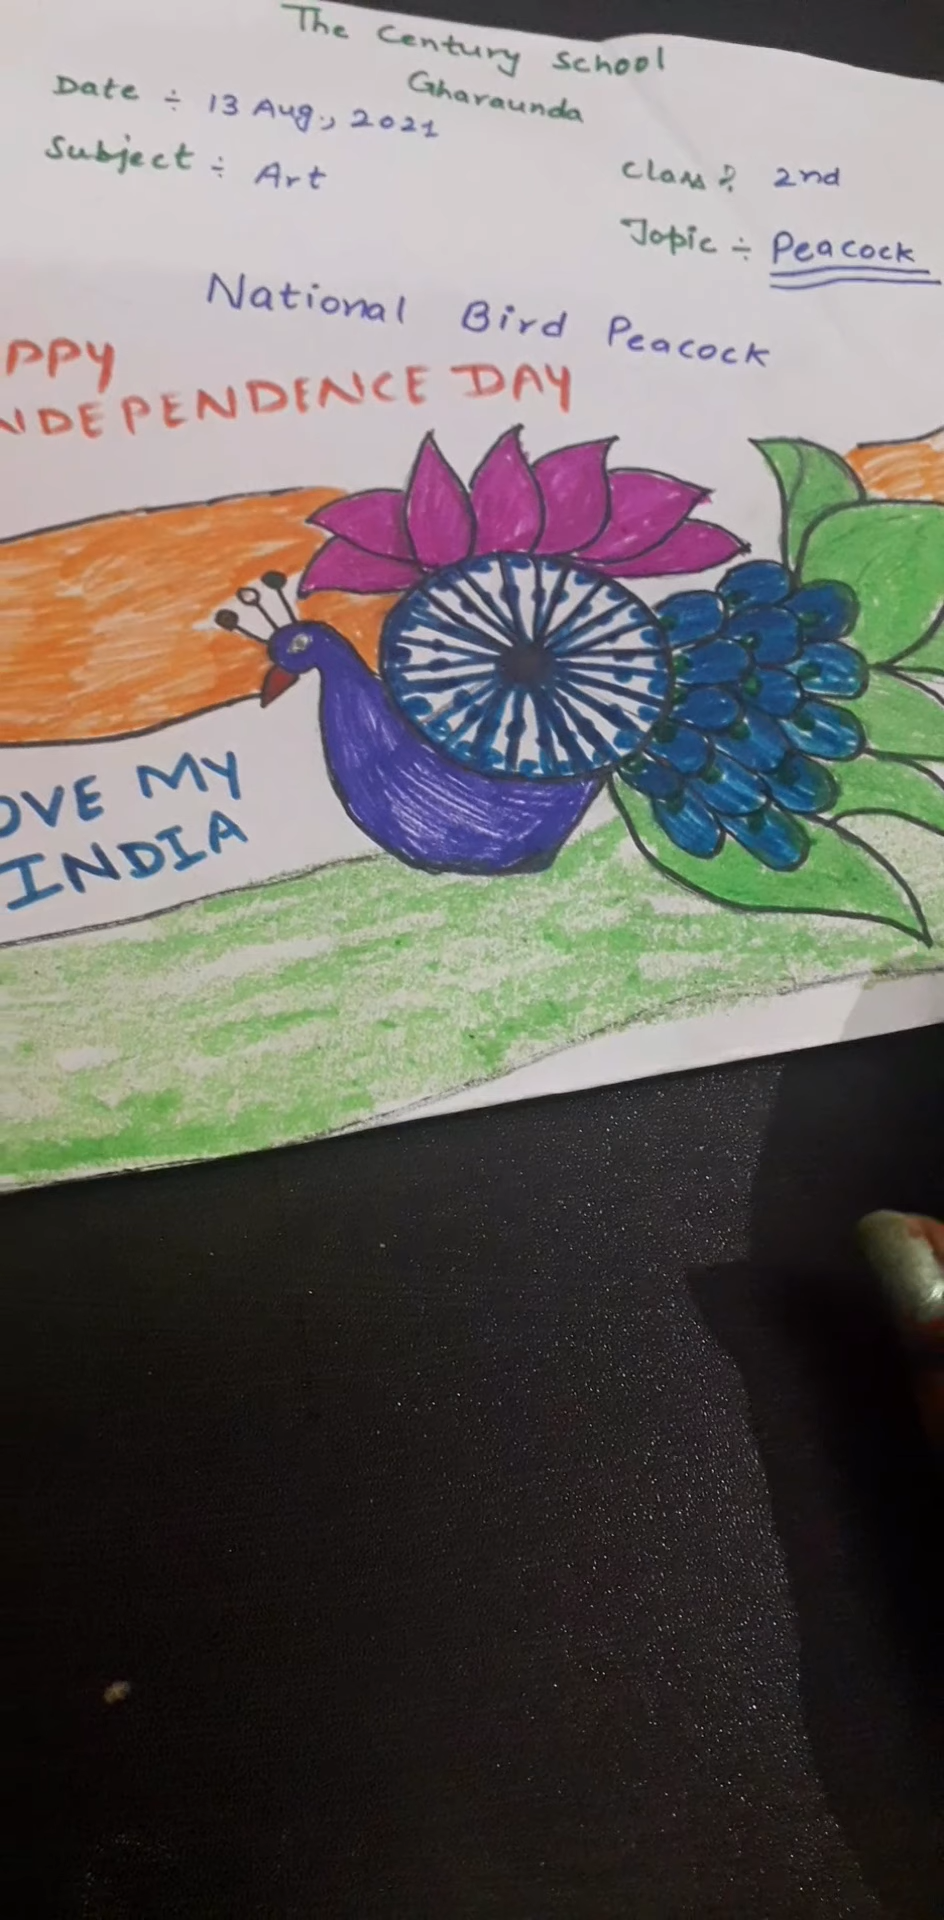 The Century School
Gharaunda
Date ÷ 13 Aug., 2021
Subject ÷ Art
Class : 2nd
Topic ÷ Peacock
National Bird Peacock
PPY
NDEPENDENCE DAY
OVE MY
INDIA